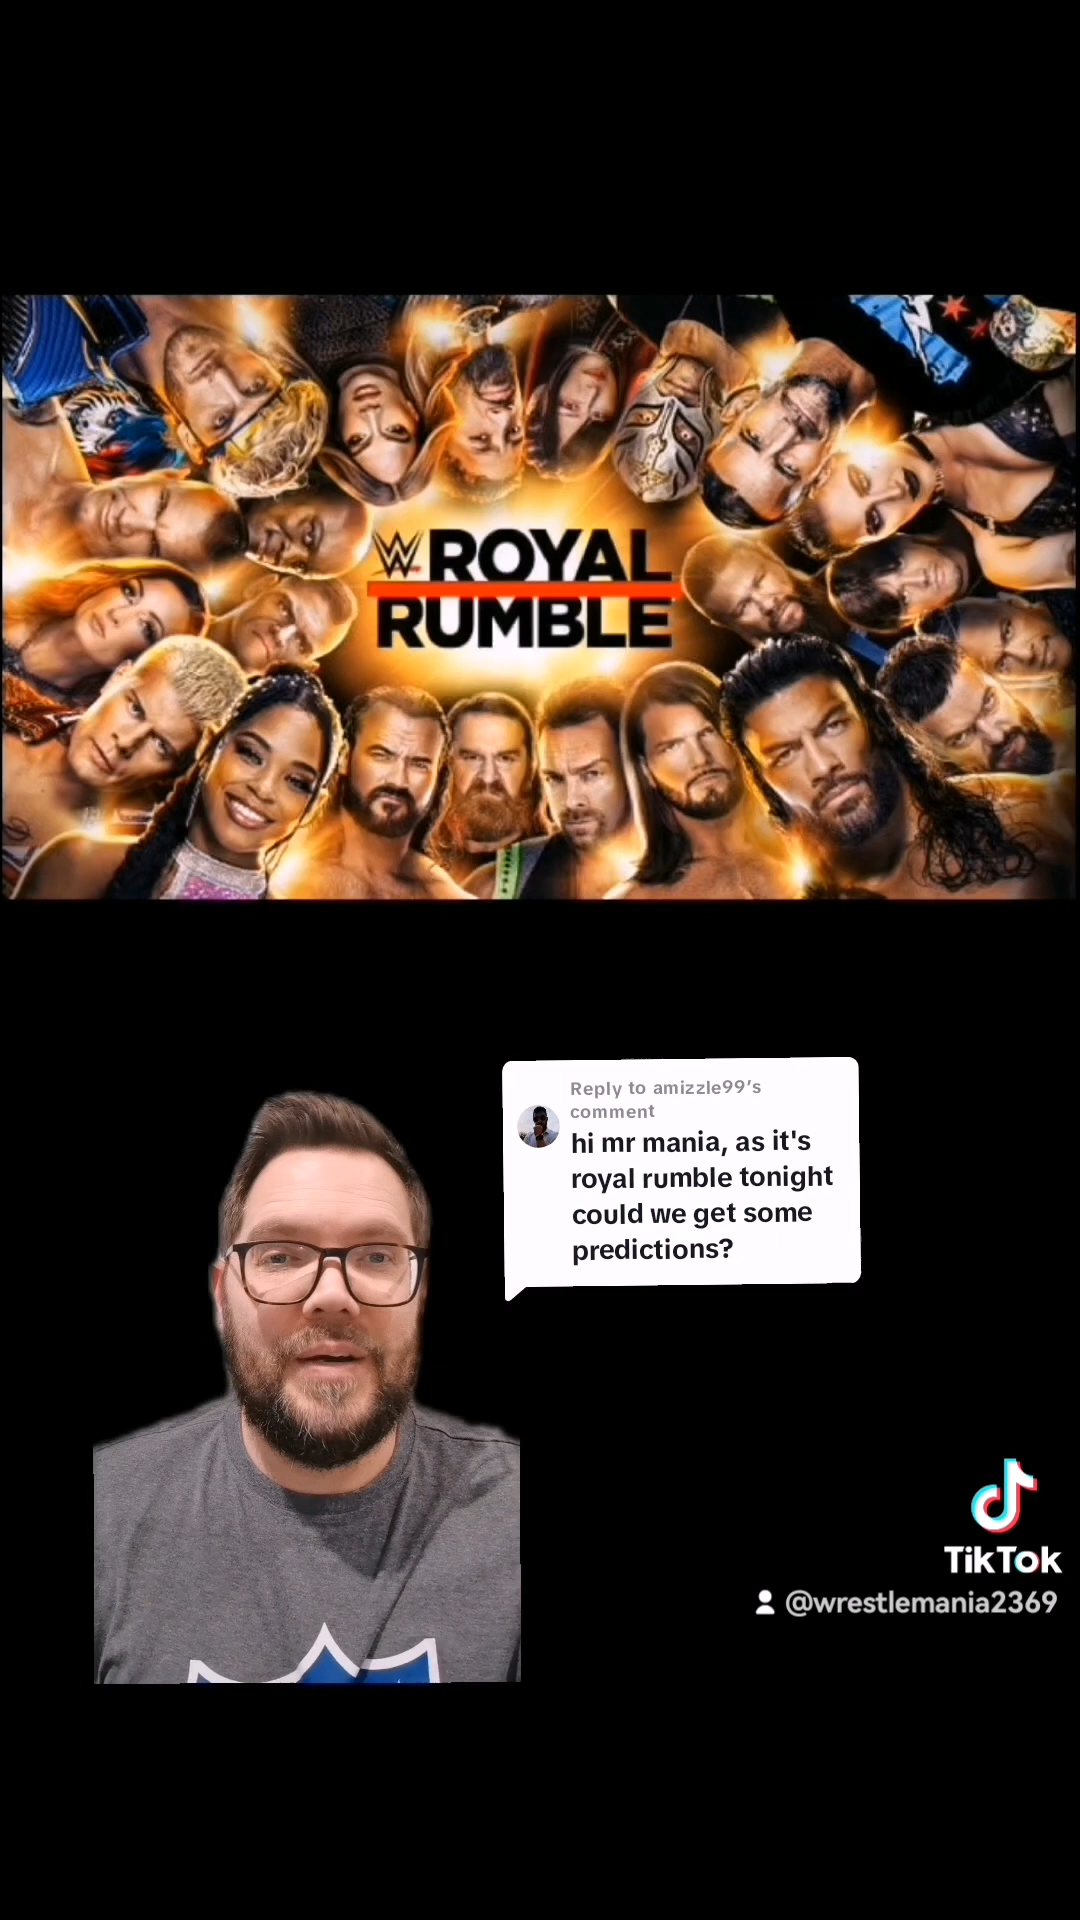 W ROYAL
RUMBLE
Reply to amizzle99's
comment
hi mr mania, as it's
royal rumble tonight
could we get some
predictions?
TikTok
@wrestlemania2369